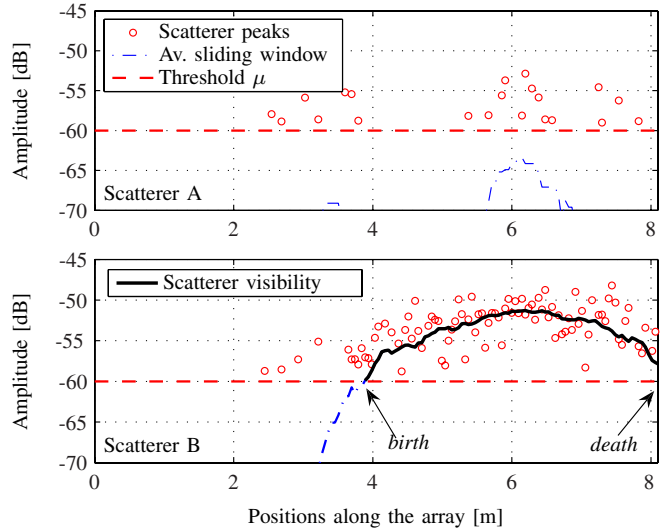 -45
-50
-55
-60
-65
-70
Amplitude [dB]
Scatterer peaks
Av. sliding window
Threshold μ
Scatterer A
0
2
4
6
8
-45
-50
-55
-60
-65
-70
Amplitude [dB]
Scatterer visibility
birth
death
Scatterer B
0
2
4
6
8
Positions along the array [m]